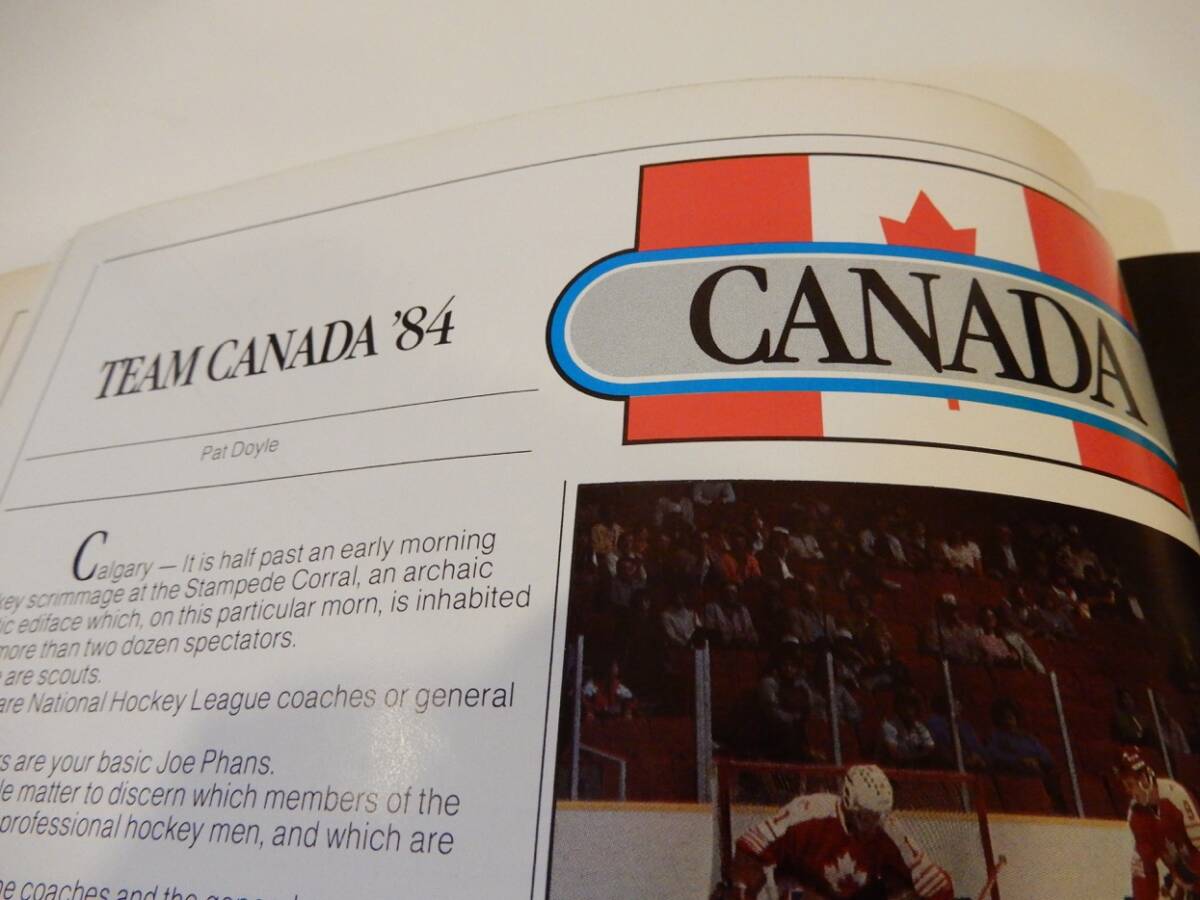 TEAM CANADA '84
CANADA
Pat Doyle
Calgary — It is half past an early morning
scrimmage at the Stampede Corral, an archaic
ediface which, on this particular morn, is inhabited
more than two dozen spectators.
are scouts.
are National Hockey League coaches or general
are your basic Joe Phans.
matter to discern which members of the
professional hockey men, and which are
coaches and the